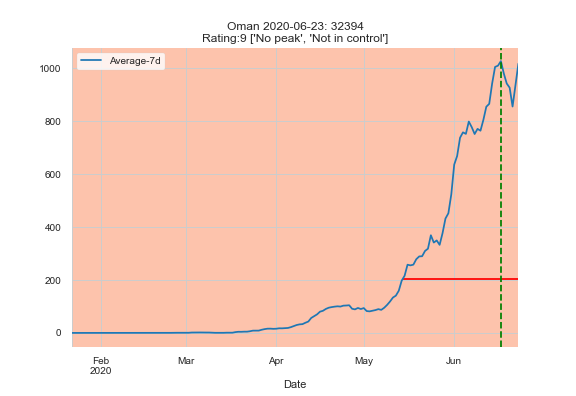 Oman 2020-06-23: 32394
Rating:9 ['No peak', 'Not in control']
Average-7d
1000
800
600
400
200
0
Feb Mar Apr May Jun
2020
Date